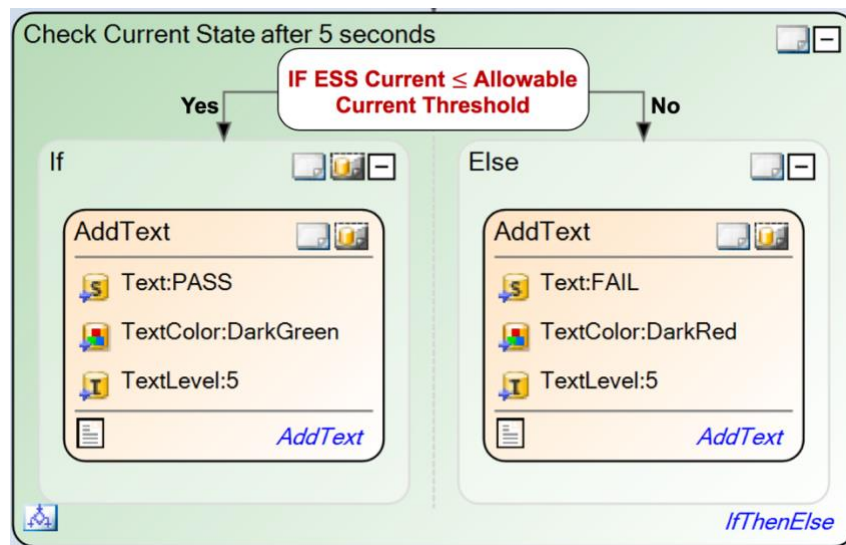 Check Current State after 5 seconds
IF ESS Current ≤ Allowable
Current Threshold
Yes
No
If
AddText
Text:PASS
TextColor:DarkGreen
TextLevel:5
AddText
Else
AddText
Text:FAIL
TextColor:DarkRed
TextLevel:5
AddText
IfThenElse